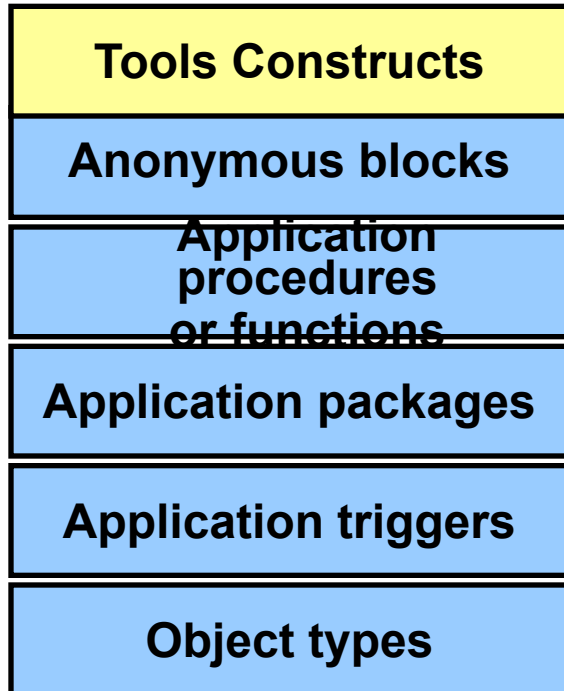 Tools Constructs
Anonymous blocks
Application
procedures
or functions
Application packages
Application triggers
Object types